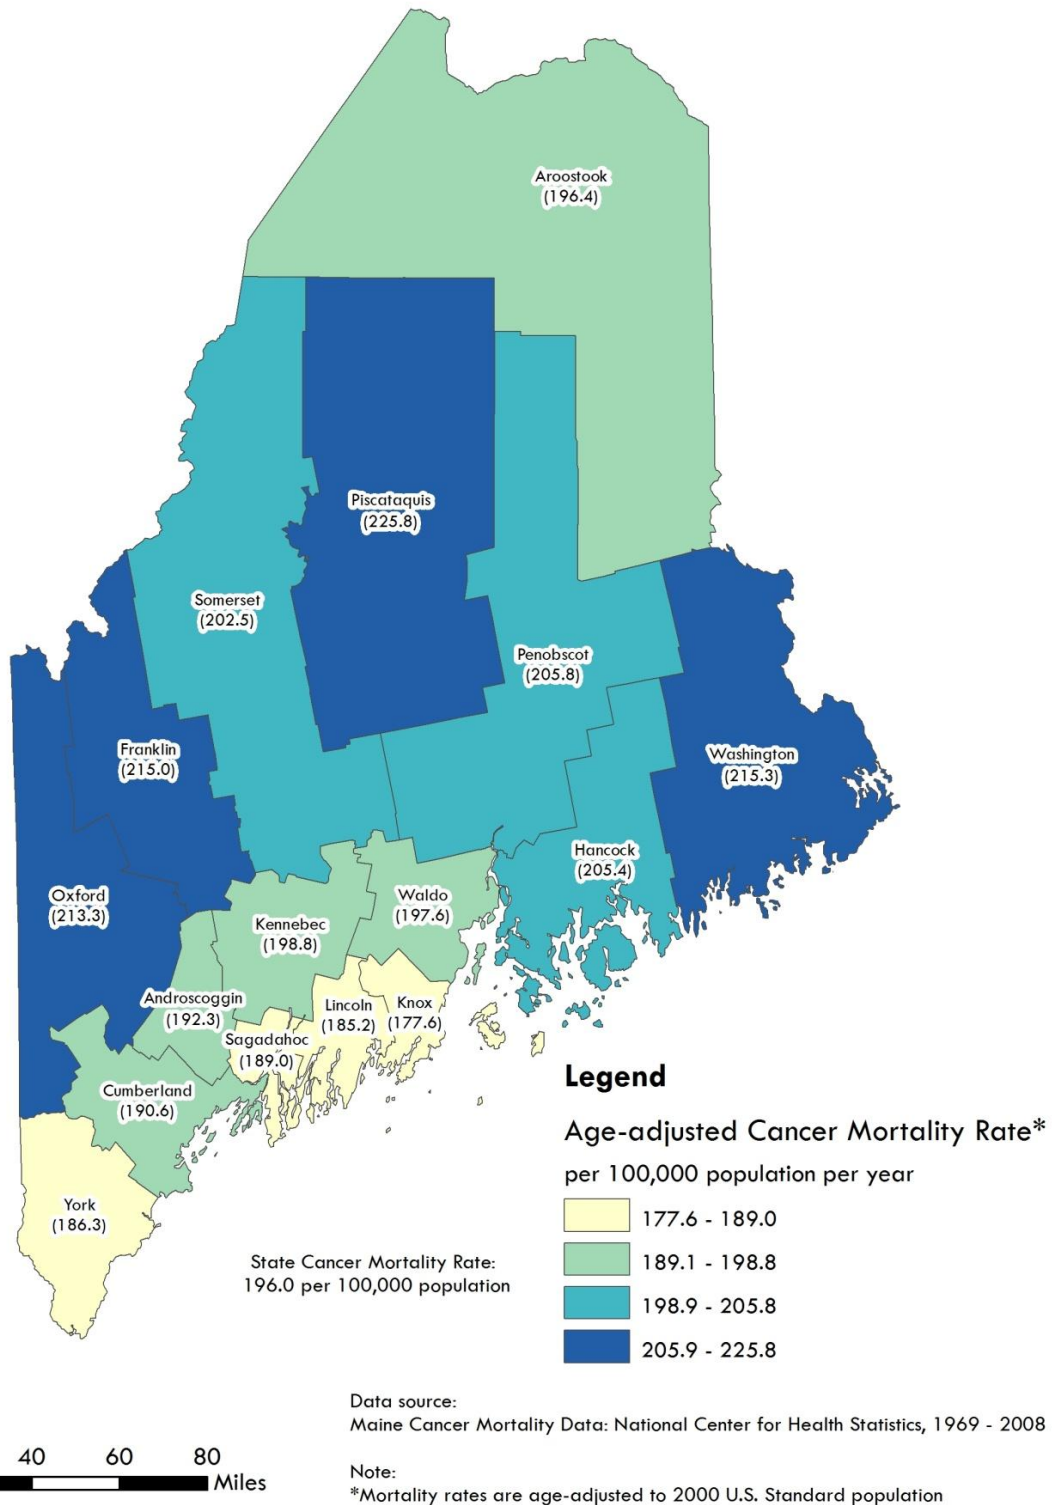 Aroostook
(196.4)
Piscataquis
(225.8)
Somerset
(202.5)
Penobscot
(205.8)
Franklin
(215.0)
Washington
(215.3)
Hancock
(205.4)
Oxford
(213.3)
Waldo
(197.6)
Kennebec
(198.8)
Androscoggin
(192.3)
Lincoln
(185.2)
Knox
(177.6)
Sagadahoc
(189.0)
Cumberland
(190.6)
York
(186.3)
State Cancer Mortality Rate:
196.0 per 100,000 population
Legend
Age-adjusted Cancer Mortality Rate*
per 100,000 population per year
177.6 - 189.0
189.1 - 198.8
198.9 - 205.8
205.9 - 225.8
Data source:
Maine Cancer Mortality Data: National Center for Health Statistics, 1969 - 2008
40 60 80
Miles
Note:
*Mortality rates are age-adjusted to 2000 U.S. Standard population